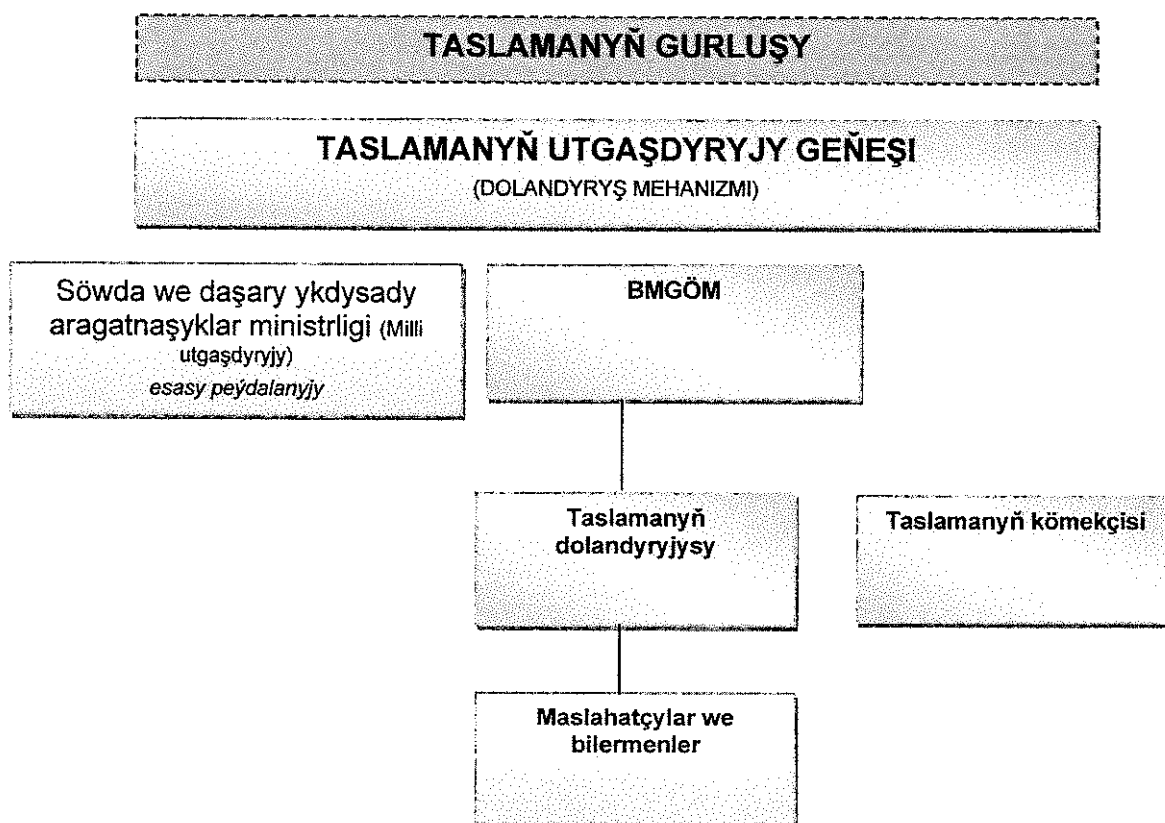 TASLAMANYŇ GURLUŞY
TASLAMANYŇ UTGAŞDYRYJY GEŇEŞI
(DOLANDYRYŞ MEHANIZMI)
Söwda we daşary ykdysady
aragatnaşyklar ministrligi (Milli
utgaşdyryjy)
esasy peýdalanyjy
BMGÖM
Taslamanyň
dolandyryjysy
Taslamanyň kömekçisi
Maslahatçylar we
bilermenler